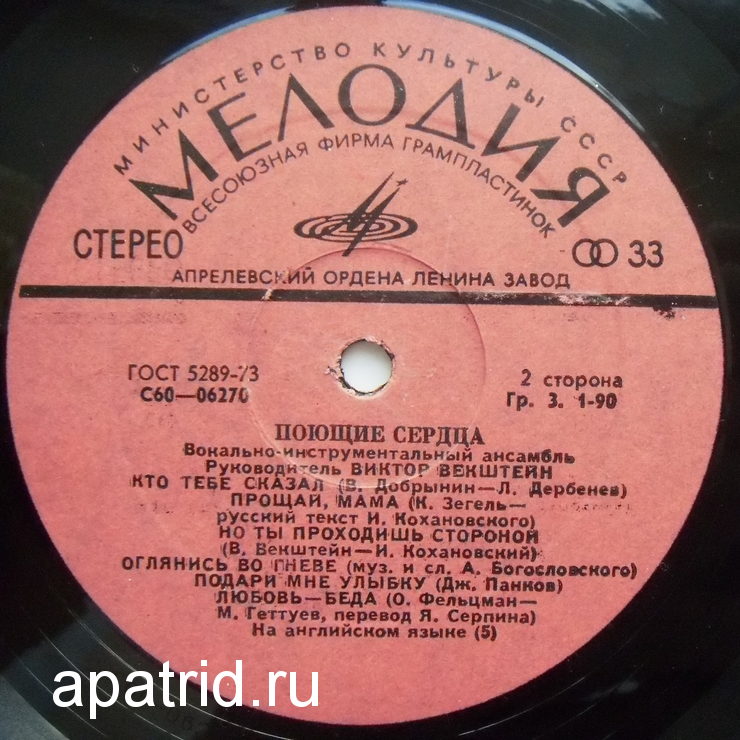 МИНИСТЕРСТВО КУЛЬТУРЫ СССР
МЕЛОДИЯ
ВСЕСОЮЗНАЯ ФИРМА ГРАМПЛАСТИНОК
СТЕРЕО
33
АПРЕЛЕВСКИЙ ОРДЕНА ЛЕНИНА ЗАВОД
ГОСТ 5289-73
С60—06270
2 сторона
Гр. 3. 1-90
ПОЮЩИЕ СЕРДЦА
Вокально-инструментальный ансамбль
Руководитель ВИКТОР ВЕКШТЕЙН
КТО ТЕБЕ СКАЗАЛ (В. Добрынин—Л. Дербенев)
ПРОЩАЙ, МАМА (К. Зегель—
русский текст И. Кохановского)
НО ТЫ ПРОХОДИШЬ СТОРОНОЙ
(В. Векштейн—И. Кохановский)
ОГЛЯНИСЬ ВО ГНЕВЕ (муз. и сл. А. Богословского)
ПОДАРИ МНЕ УЛЫБКУ (Дж. Панков)
ЛЮБОВЬ—БЕДА (О. Фельцман—
М. Геттуев, перевод Я. Серпина)
На английском языке (5)
apatrid.ru